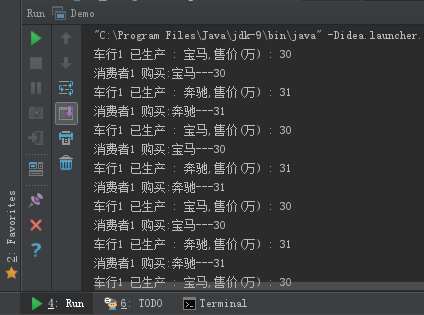 Run Demo
"C:\Program Files\Java\jdk-9\bin\java" -Didea.launcher.
车行1 已生产 : 宝马,售价(万) : 30
消费者1 购买:宝马---30
车行1 已生产 : 奔驰,售价(万) : 31
消费者1 购买:奔驰---31
车行1 已生产 : 宝马,售价(万) : 30
消费者1 购买:宝马---30
车行1 已生产 : 奔驰,售价(万) : 31
消费者1 购买:奔驰---31
车行1 已生产 : 宝马,售价(万) : 30
消费者1 购买:宝马---30
车行1 已生产 : 奔驰,售价(万) : 31
消费者1 购买:奔驰---31
车行1 已生产 : 宝马,售价(万) : 30
2: Favorites
4: Run 6: TODO Terminal